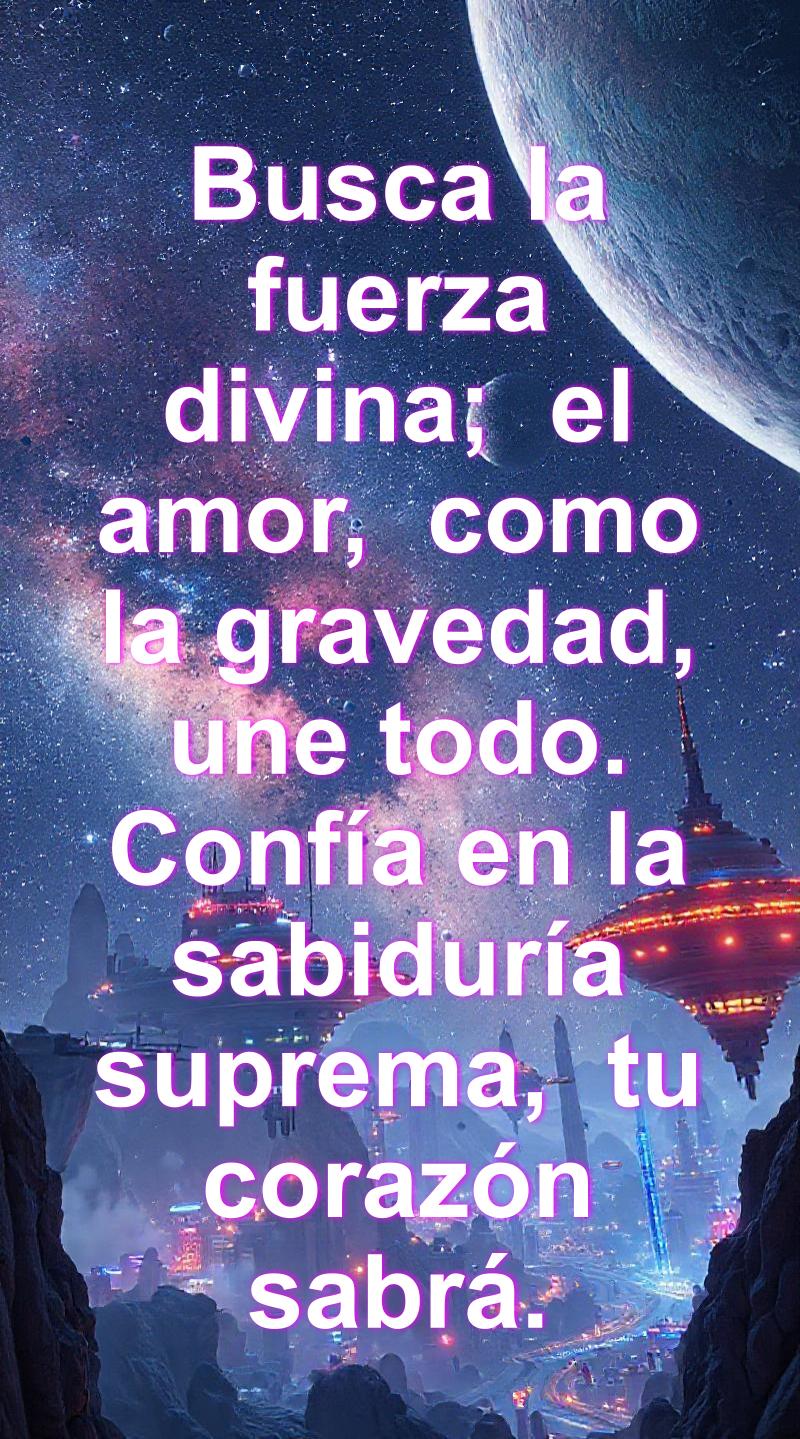 Busca la
fuerza
divina;  el
amor,  como
la gravedad,
une todo.
Confía en la
sabiduría
suprema,  tu
corazón
sabrá.